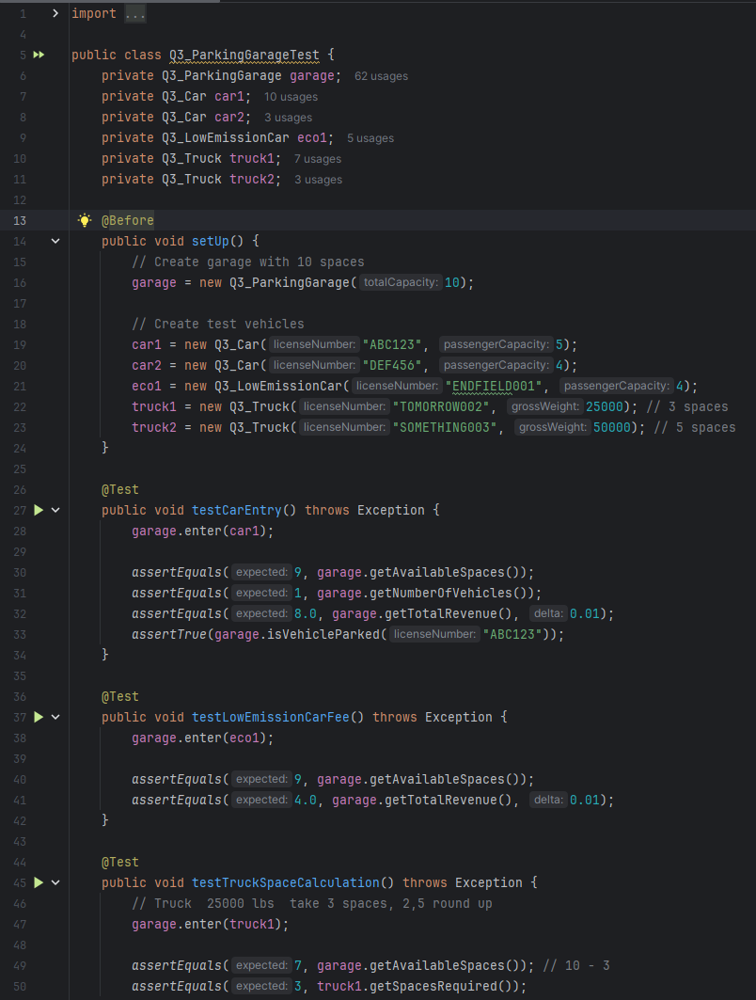 1 import ...
4
5 public class Q3_ParkingGarageTest {
6 private Q3_ParkingGarage garage; 62 usages
7 private Q3_Car car1; 10 usages
8 private Q3_Car car2; 3 usages
9 private Q3_LowEmissionCar eco1; 5 usages
10 private Q3_Truck truck1; 7 usages
11 private Q3_Truck truck2; 3 usages
12
13 @Before
14 public void setUp() {
15 // Create garage with 10 spaces
16 garage = new Q3_ParkingGarage( totalCapacity: 10);
17
18 // Create test vehicles
19 car1 = new Q3_Car( licenseNumber: "ABC123", passengerCapacity: 5);
20 car2 = new Q3_Car( licenseNumber: "DEF456", passengerCapacity: 4);
21 eco1 = new Q3_LowEmissionCar( licenseNumber: "ENDFIELD001", passengerCapacity: 4);
22 truck1 = new Q3_Truck( licenseNumber: "TOMORROW002", grossWeight: 25000); // 3 spaces
23 truck2 = new Q3_Truck( licenseNumber: "SOMETHING003", grossWeight: 50000); // 5 spaces
24 }
25
26 @Test
27 public void testCarEntry() throws Exception {
28 garage.enter(car1);
29
30 assertEquals( expected: 9, garage.getAvailableSpaces());
31 assertEquals( expected: 1, garage.getNumberOfVehicles());
32 assertEquals( expected: 8.0, garage.getTotalRevenue(), delta: 0.01);
33 assertTrue(garage.isVehicleParked( licenseNumber: "ABC123"));
34 }
35
36 @Test
37 public void testLowEmissionCarFee() throws Exception {
38 garage.enter(eco1);
39
40 assertEquals( expected: 9, garage.getAvailableSpaces());
41 assertEquals( expected: 4.0, garage.getTotalRevenue(), delta: 0.01);
42 }
43
44 @Test
45 public void testTruckSpaceCalculation() throws Exception {
46 // Truck  25000 lbs  take 3 spaces, 2,5 round up
47 garage.enter(truck1);
48
49 assertEquals( expected: 7, garage.getAvailableSpaces()); // 10 - 3
50 assertEquals( expected: 3, truck1.getSpacesRequired());